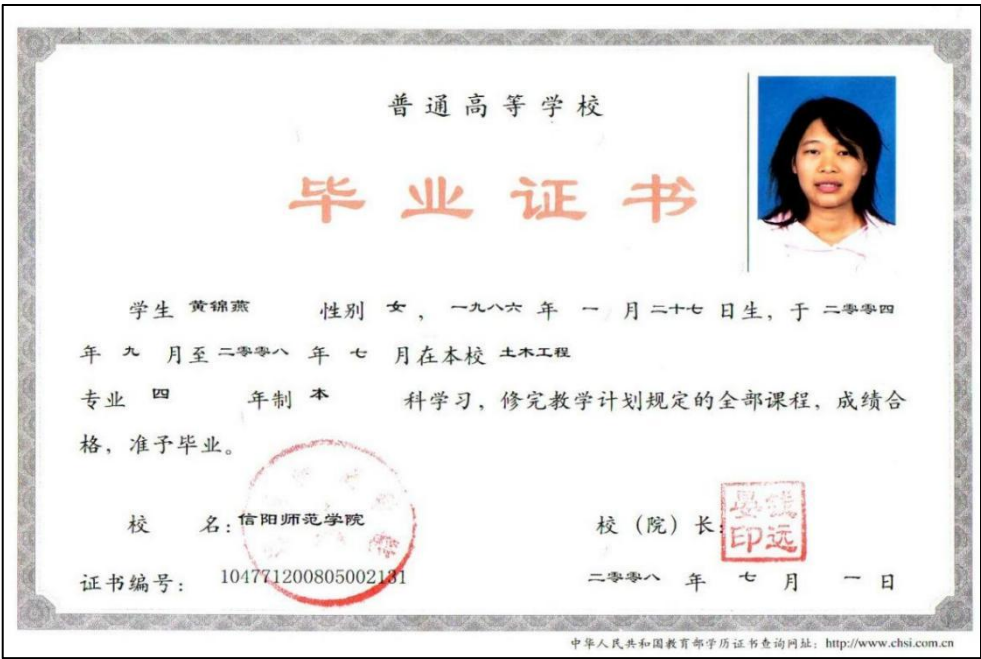 普通高等学校
毕业证书
学生 黄锦燕 性别 女 ，一九八六 年 一 月 二十七 日生，于 二零零四
年 九 月至 二零零八 年 七 月在本校 土木工程
专业 四 年制 本 科学习，修完教学计划规定的全部课程，成绩合
格，准予毕业。
校 名：信阳师范学院 校（院）长：
证书编号：104771200805002131 二零零八 年 七 月 一 日
中华人民共和国教育部学历证书查询网址：http://www.chsi.com.cn